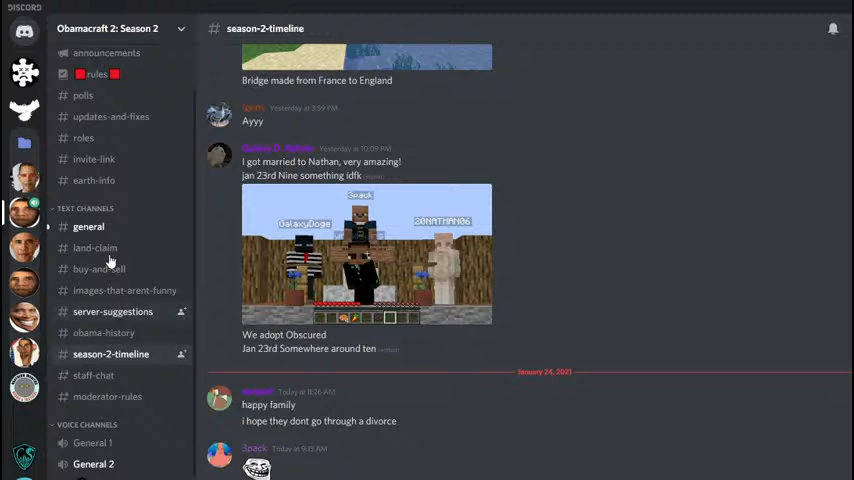 DISCORD
Obamacraft 2: Season 2
# season-2-timeline
announcements
rules
# polls
# updates-and-fixes
# roles
# invite-link
# earth-info
TEXT CHANNELS
# general
# land-claim
# buy-and-sell
# images-that-arent-funny
# server-suggestions
# obama-history
# season-2-timeline
# staff-chat
# moderator-rules
VOICE CHANNELS
General 1
General 2
Bridge made from France to England
Yesterday at 3:59 PM
Ayyy
Yesterday at 10:09 PM
I got married to Nathan, very amazing!
jan 23rd Nine something idfk (edited)
3pack
GalaxyDoge
20NATHAN06
We adopt Obscured
Jan 23rd Somewhere around ten (edited)
January 24, 2021
Today at 8:26 AM
happy family
i hope they dont go through a divorce
3pack Today at 9:13 AM